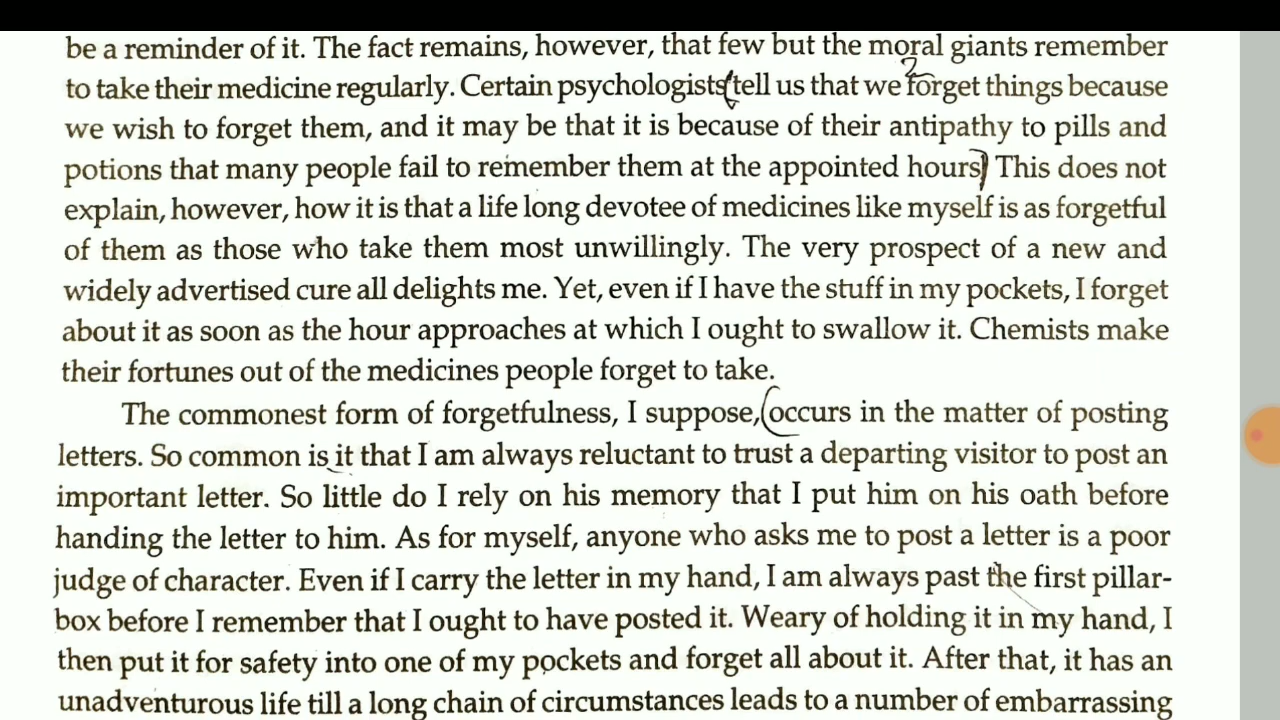 be a reminder of it. The fact remains, however, that few but the moral giants remember
to take their medicine regularly. Certain psychologists tell us that we forget things because
we wish to forget them, and it may be that it is because of their antipathy to pills and
potions that many people fail to remember them at the appointed hours. This does not
explain, however, how it is that a life long devotee of medicines like myself is as forgetful
of them as those who take them most unwillingly. The very prospect of a new and
widely advertised cure all delights me. Yet, even if I have the stuff in my pockets, I forget
about it as soon as the hour approaches at which I ought to swallow it. Chemists make
their fortunes out of the medicines people forget to take.
The commonest form of forgetfulness, I suppose, occurs in the matter of posting
letters. So common is it that I am always reluctant to trust a departing visitor to post an
important letter. So little do I rely on his memory that I put him on his oath before
handing the letter to him. As for myself, anyone who asks me to post a letter is a poor
judge of character. Even if I carry the letter in my hand, I am always past the first pillar-
box before I remember that I ought to have posted it. Weary of holding it in my hand, I
then put it for safety into one of my pockets and forget all about it. After that, it has an
unadventurous life till a long chain of circumstances leads to a number of embarrassing